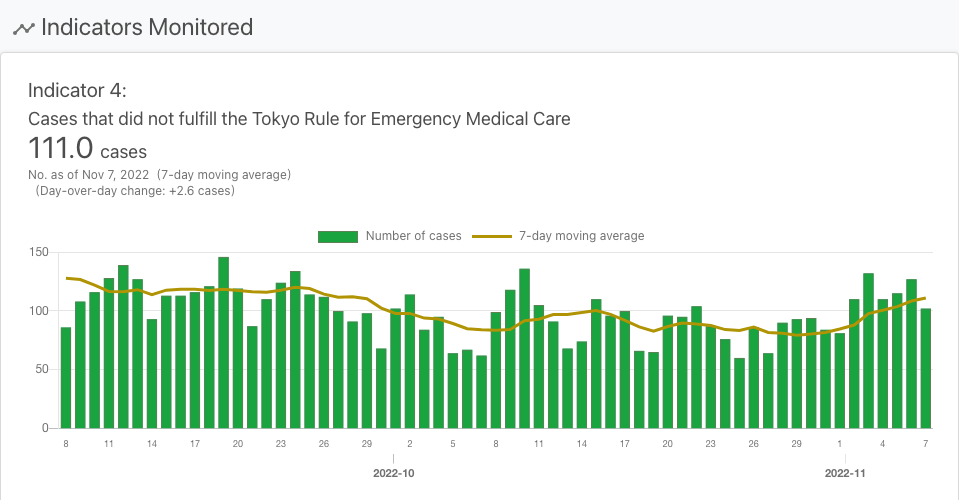 Indicators Monitored
Indicator 4:
Cases that did not fulfill the Tokyo Rule for Emergency Medical Care
111.0 cases
No. as of Nov 7, 2022 (7-day moving average)
(Day-over-day change: +2.6 cases)
Number of cases 7-day moving average
150
100
50
0
8 11 14 17 20 23 26 29 2 5 8 11 14 17 20 23 26 29 1 4 7
2022-10 2022-11